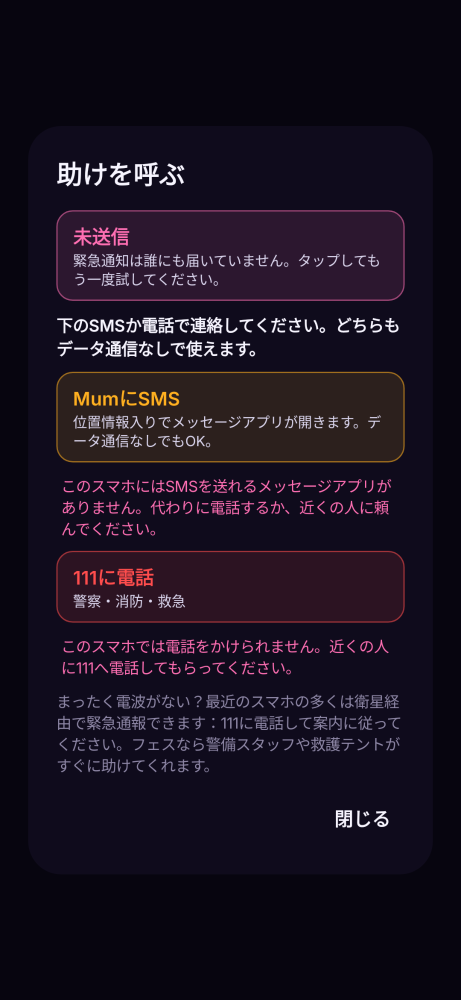 助けを呼ぶ
未送信
緊急通知は誰にも届いていません。タップしても
う一度試してください。
下のSMSか電話で連絡してください。どちらも
データ通信なしで使えます。
MumにSMS
位置情報入りでメッセージアプリが開きます。デ
ータ通信なしでもOK。
このスマホにはSMSを送れるメッセージアプリが
ありません。代わりに電話するか、近くの人に頼
んでください。
111に電話
警察・消防・救急
このスマホでは電話をかけられません。近くの人
に111へ電話してもらってください。
まったく電波がない？最近のスマホの多くは衛星経
由で緊急通報できます：111に電話して案内に従って
ください。フェスなら警備スタッフや救護テントが
すぐに助けてくれます。
閉じる